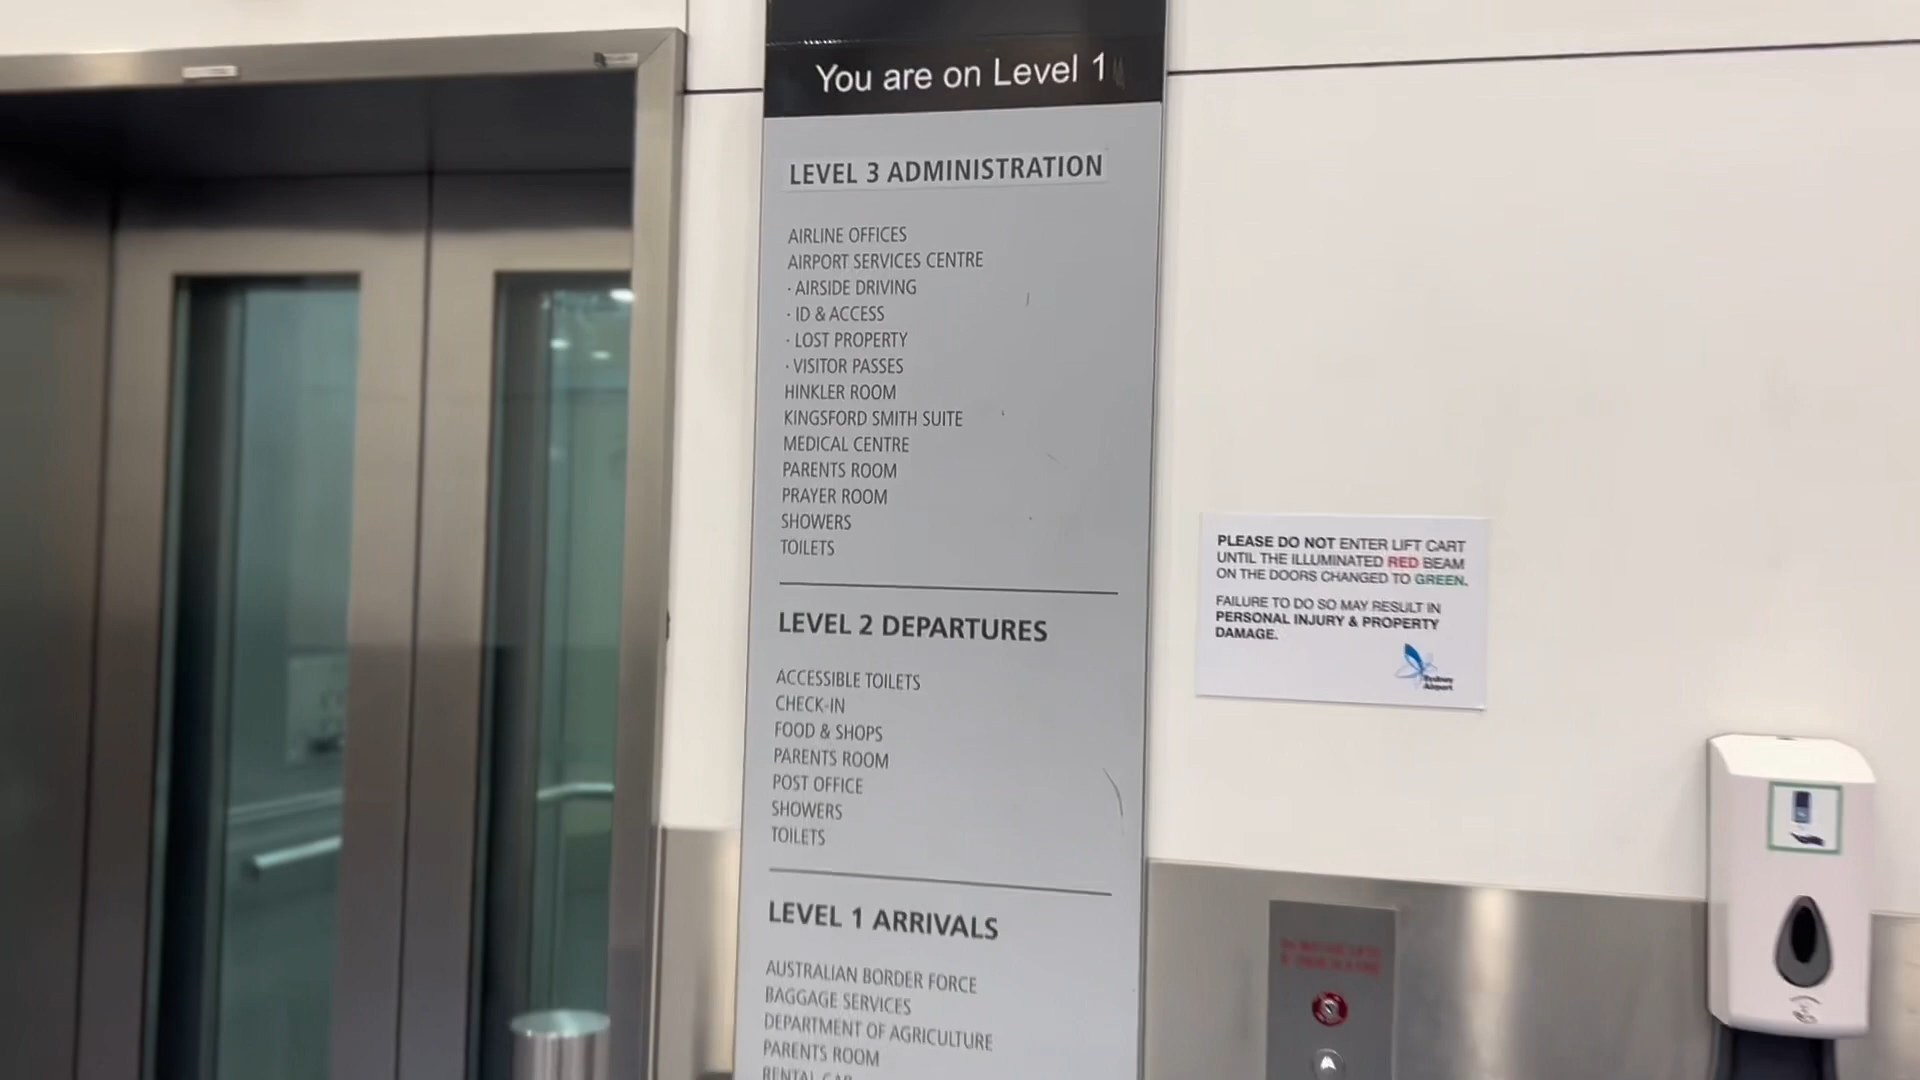 You are on Level 1
LEVEL 3 ADMINISTRATION
AIRLINE OFFICES
AIRPORT SERVICES CENTRE
· AIRSIDE DRIVING
· ID & ACCESS
· LOST PROPERTY
· VISITOR PASSES
HINKLER ROOM
KINGSFORD SMITH SUITE
MEDICAL CENTRE
PARENTS ROOM
PRAYER ROOM
SHOWERS
TOILETS
LEVEL 2 DEPARTURES
ACCESSIBLE TOILETS
CHECK-IN
FOOD & SHOPS
PARENTS ROOM
POST OFFICE
SHOWERS
TOILETS
LEVEL 1 ARRIVALS
AUSTRALIAN BORDER FORCE
BAGGAGE SERVICES
DEPARTMENT OF AGRICULTURE
PARENTS ROOM
RENTAL CAR
PLEASE DO NOT ENTER LIFT CART
UNTIL THE ILLUMINATED RED BEAM
ON THE DOORS CHANGED TO GREEN.
FAILURE TO DO SO MAY RESULT IN
PERSONAL INJURY & PROPERTY
DAMAGE.
Sydney
Airport